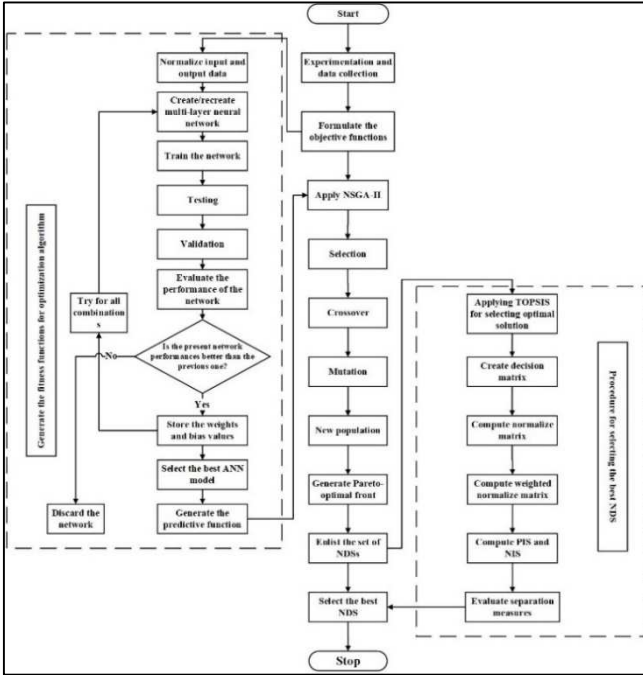 Start
Experimentation and
data collection
Formulate the
objective functions
Apply NSGA-II
Selection
Crossover
Mutation
New population
Generate Pareto-
optimal front
Enlist the set of
NDSs
Select the best
NDS
Stop
Generate the fitness functions for optimization algorithm
Normalize input and
output data
Create/recreate
multi-layer neural
network
Train the network
Testing
Validation
Evaluate the
performance of the
network
Is the present network
performances better than the
previous one?
No
Yes
Try for all
combination
s
Store the weights
and bias values
Select the best ANN
model
Generate the
predictive function
Discard the
network
Applying TOPSIS
for selecting optimal
solution
Create decision
matrix
Compute normalize
matrix
Compute weighted
normalize matrix
Compute PIS and
NIS
Evaluate separation
measures
Procedure for selecting the best NDS